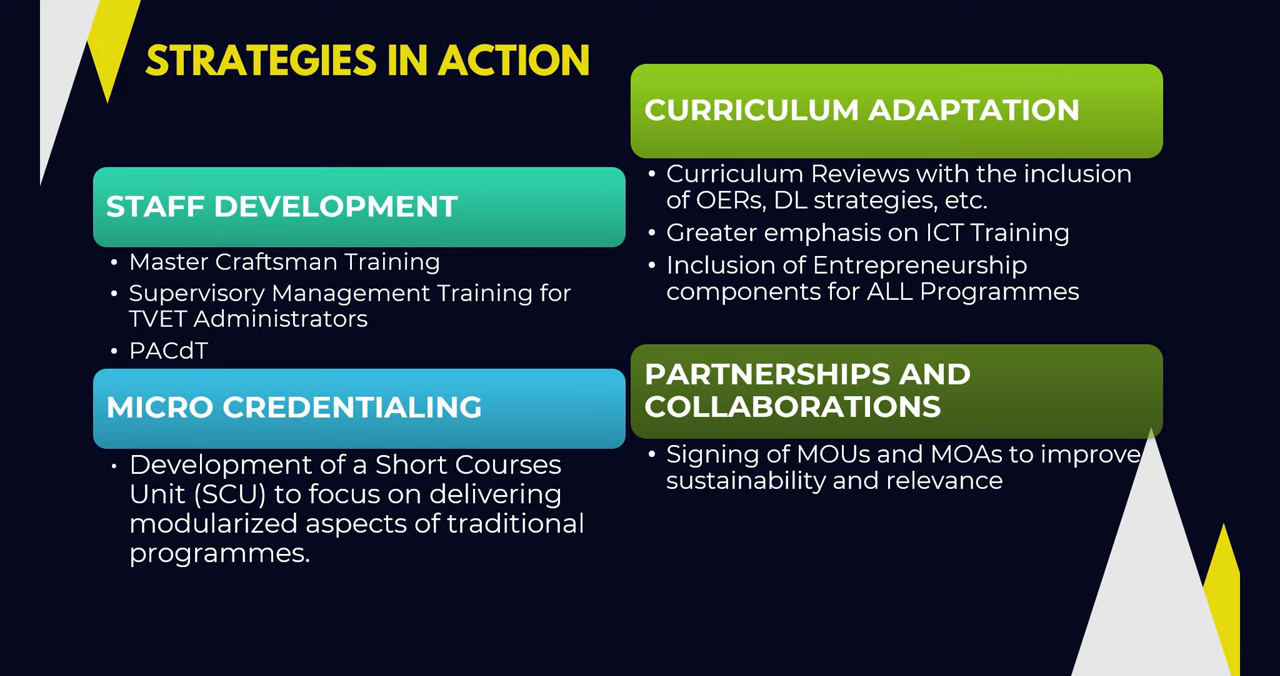 STRATEGIES IN ACTION
STAFF DEVELOPMENT
• Master Craftsman Training
• Supervisory Management Training for
TVET Administrators
• PACdT
MICRO CREDENTIALING
• Development of a Short Courses
Unit (SCU) to focus on delivering
modularized aspects of traditional
programmes.
CURRICULUM ADAPTATION
• Curriculum Reviews with the inclusion
of OERs, DL strategies, etc.
• Greater emphasis on ICT Training
• Inclusion of Entrepreneurship
components for ALL Programmes
PARTNERSHIPS AND
COLLABORATIONS
• Signing of MOUs and MOAs to improve
sustainability and relevance